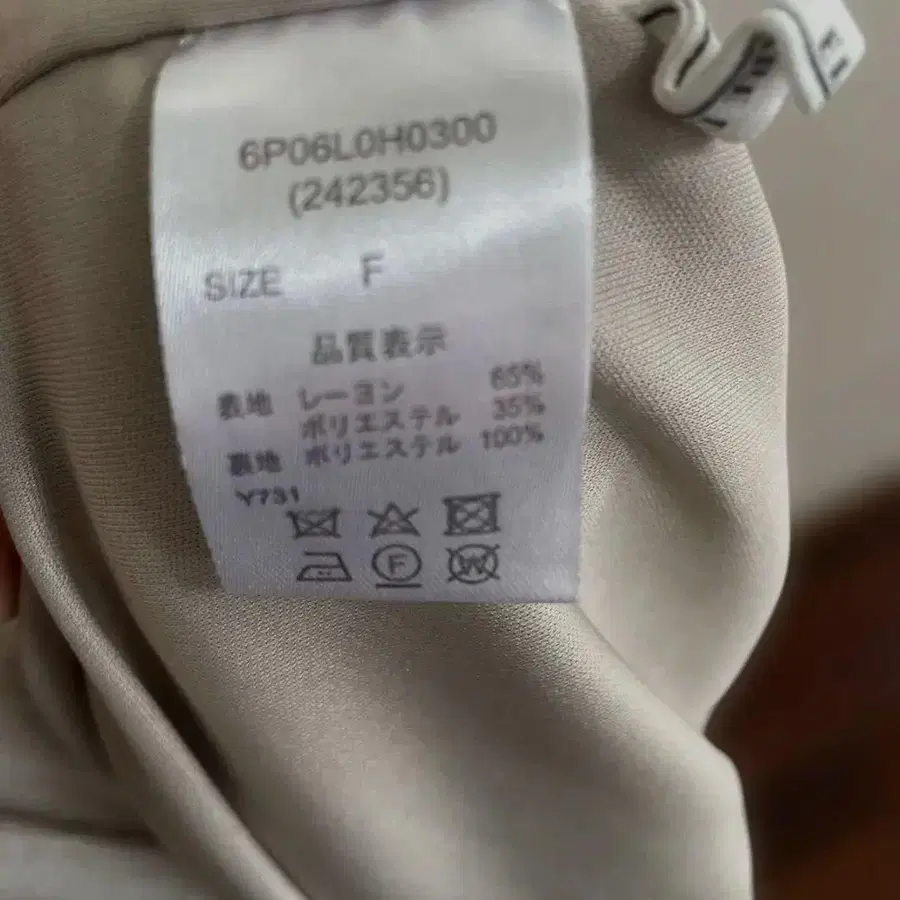 6P06L0H0300
(242356)
SIZE F
品質表示
表地 レーヨン 65%
ポリエステル 35%
裏地 ポリエステル 100%
Y731
F W